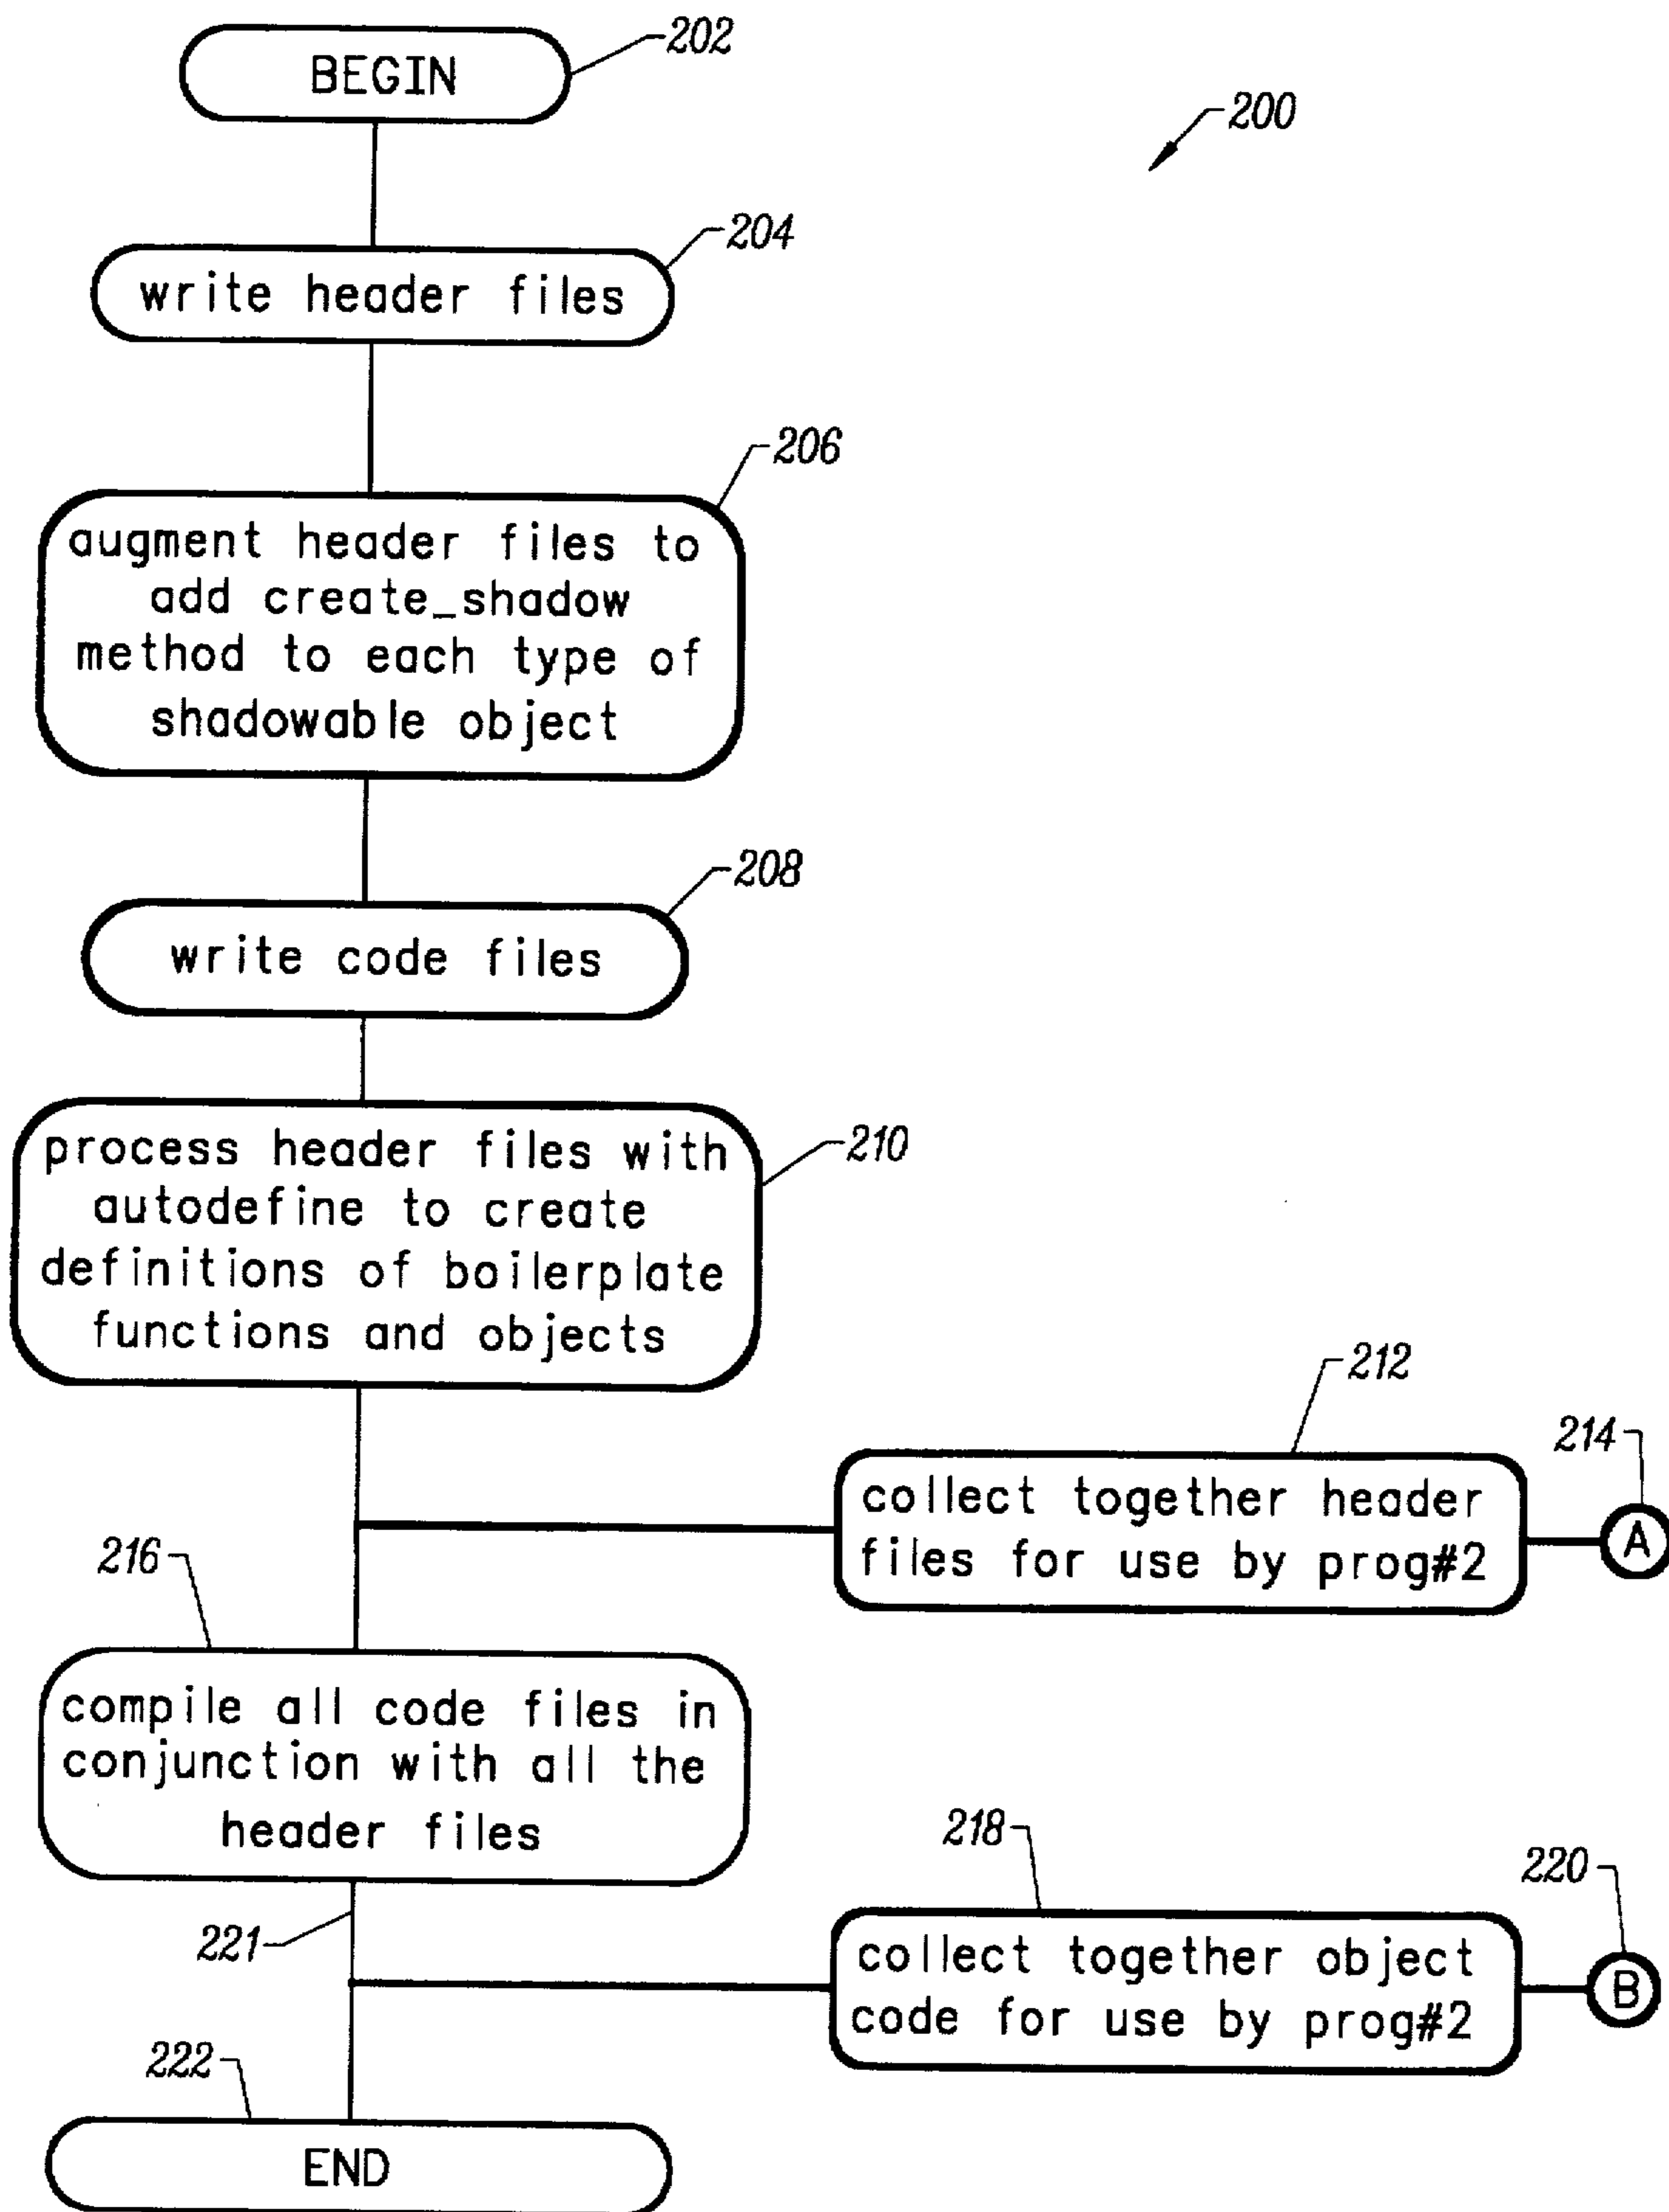 202
BEGIN
200
204
write header files
206
augment header files to
add create_shadow
method to each type of
shadowable object
208
write code files
210
process header files with
autodefine to create
definitions of boilerplate
functions and objects
212
214
collect together header
files for use by prog#2
A
216
compile all code files in
conjunction with all the
header files
218
220
221
collect together object
code for use by prog#2
B
222
END